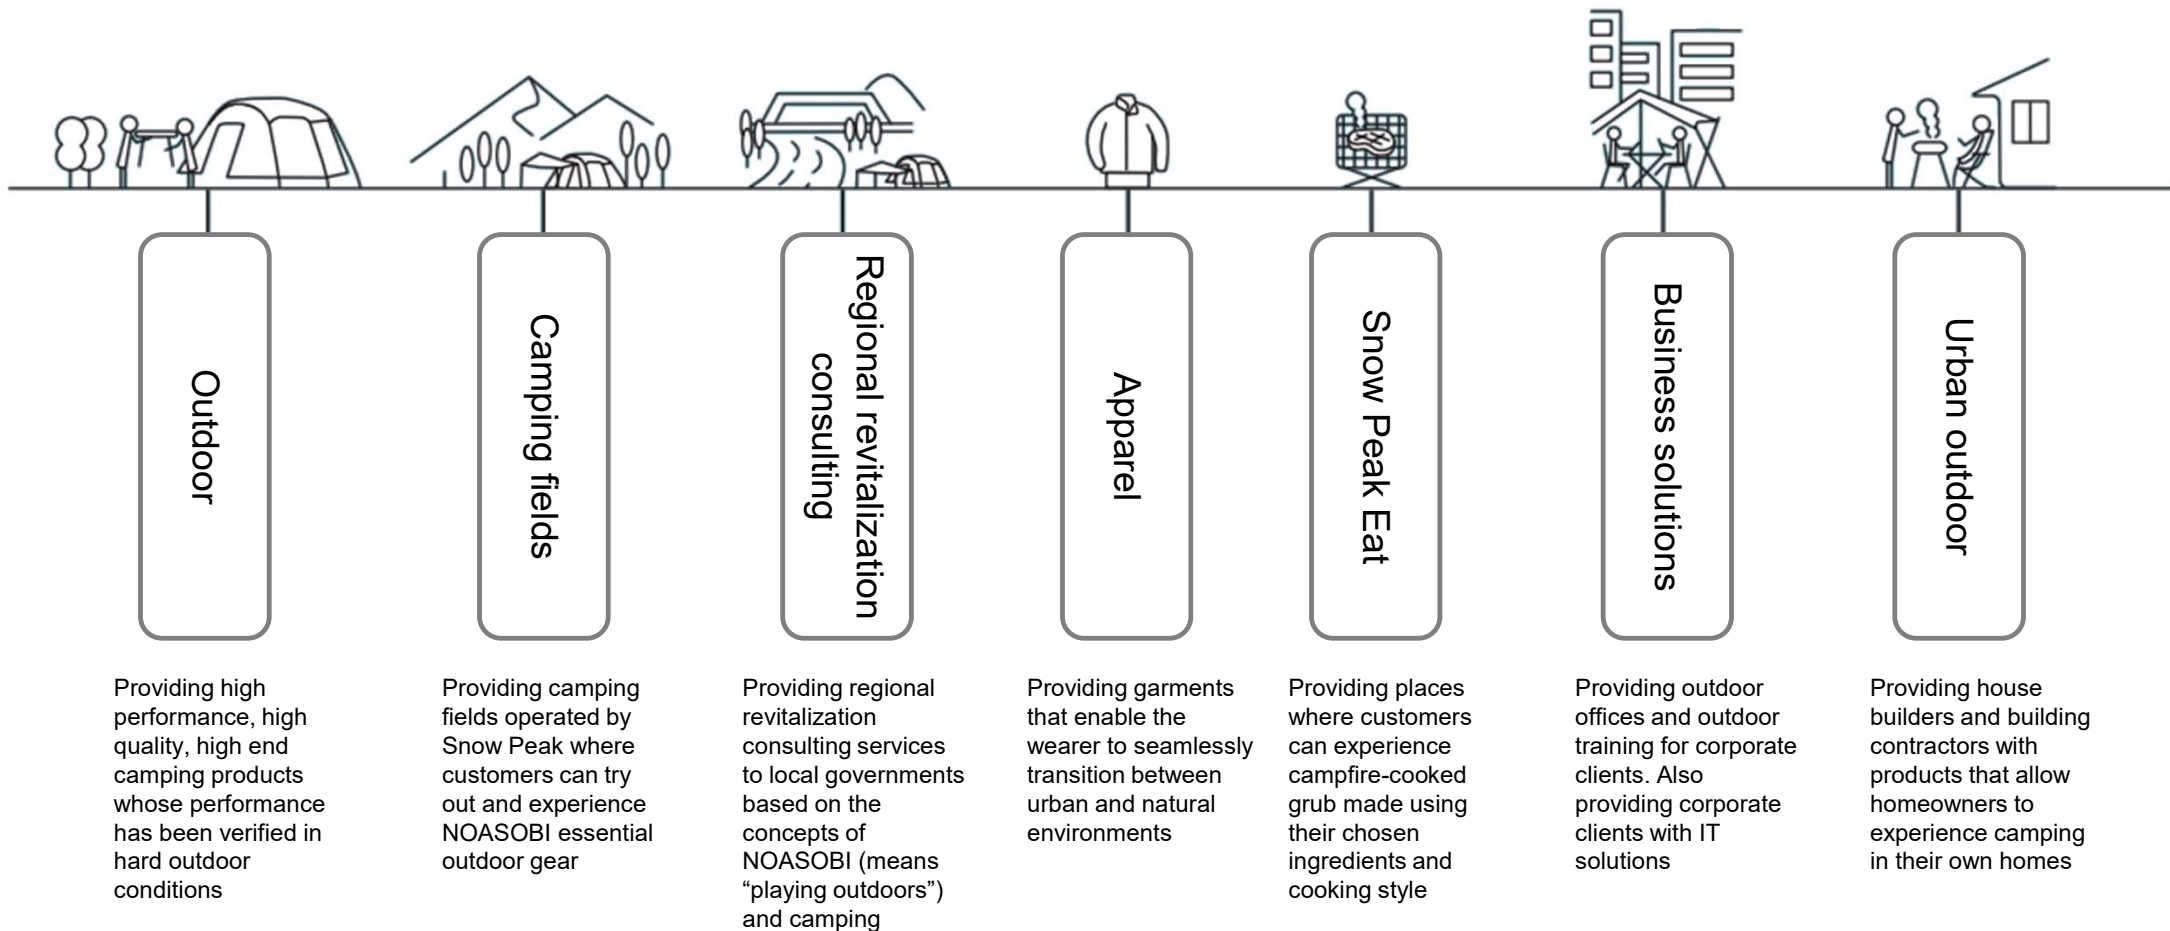 Outdoor
Camping fields
Regional revitalization
consulting
Apparel
Snow Peak Eat
Business solutions
Urban outdoor
Providing high
performance, high
quality, high end
camping products
whose performance
has been verified in
hard outdoor
conditions
Providing camping
fields operated by
Snow Peak where
customers can try
out and experience
NOASOBI essential
outdoor gear
Providing regional
revitalization
consulting services
to local governments
based on the
concepts of
NOASOBI (means
“playing outdoors”)
and camping
Providing garments
that enable the
wearer to seamlessly
transition between
urban and natural
environments
Providing places
where customers
can experience
campfire-cooked
grub made using
their chosen
ingredients and
cooking style
Providing outdoor
offices and outdoor
training for corporate
clients. Also
providing corporate
clients with IT
solutions
Providing house
builders and building
contractors with
products that allow
homeowners to
experience camping
in their own homes